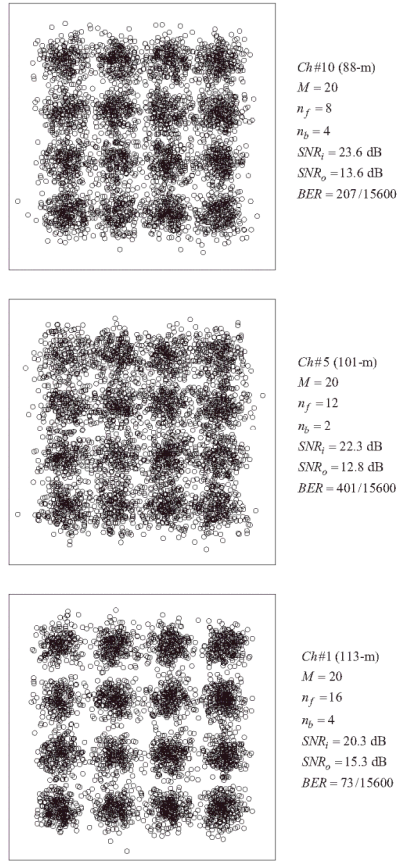 Ch#10 (88-m)
M = 20
n_f = 8
n_b = 4
SNR_i = 23.6 dB
SNR_o = 13.6 dB
BER = 207/15600
Ch#5 (101-m)
M = 20
n_f = 12
n_b = 2
SNR_i = 22.3 dB
SNR_o = 12.8 dB
BER = 401/15600
Ch#1 (113-m)
M = 20
n_f = 16
n_b = 4
SNR_i = 20.3 dB
SNR_o = 15.3 dB
BER = 73/15600